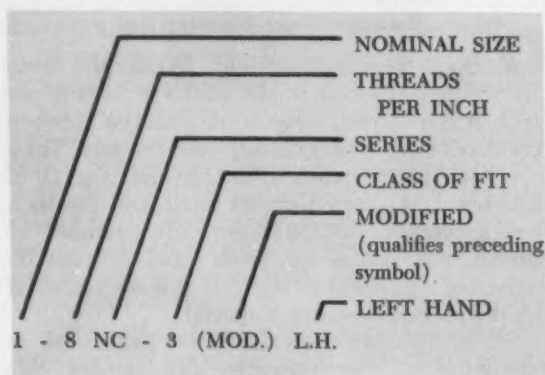 NOMINAL SIZE
THREADS
PER INCH
SERIES
CLASS OF FIT
MODIFIED
(qualifies preceding
symbol)
LEFT HAND
1 - 8 NC - 3 (MOD.) L.H.